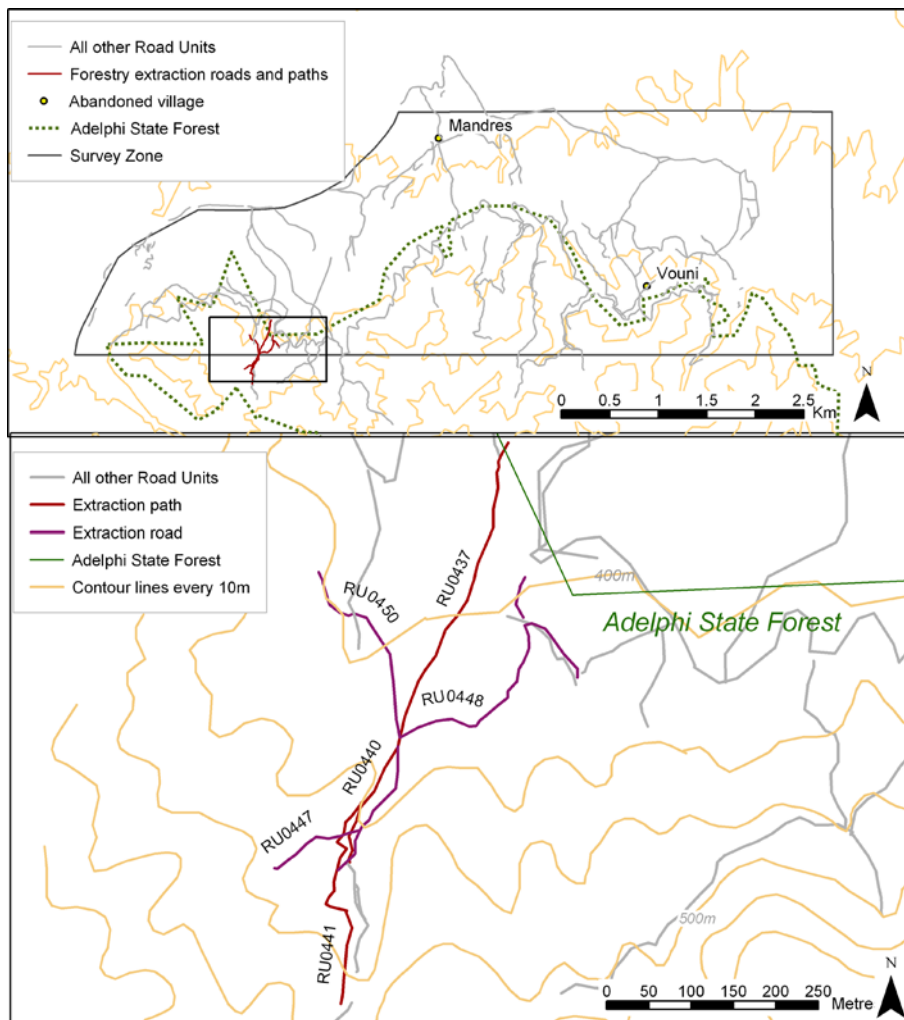 All other Road Units
Forestry extraction roads and paths
Abandoned village
Adelphi State Forest
Survey Zone
Mandres
Vouni
N
0 0.5 1 1.5 2 2.5
Km
All other Road Units
Extraction path
Extraction road
Adelphi State Forest
Contour lines every 10m
RU0437
400m
RU0450
Adelphi State Forest
RU0448
RU0440
RU0447
500m
RU0441
N
0 50 100 150 200 250
Metre